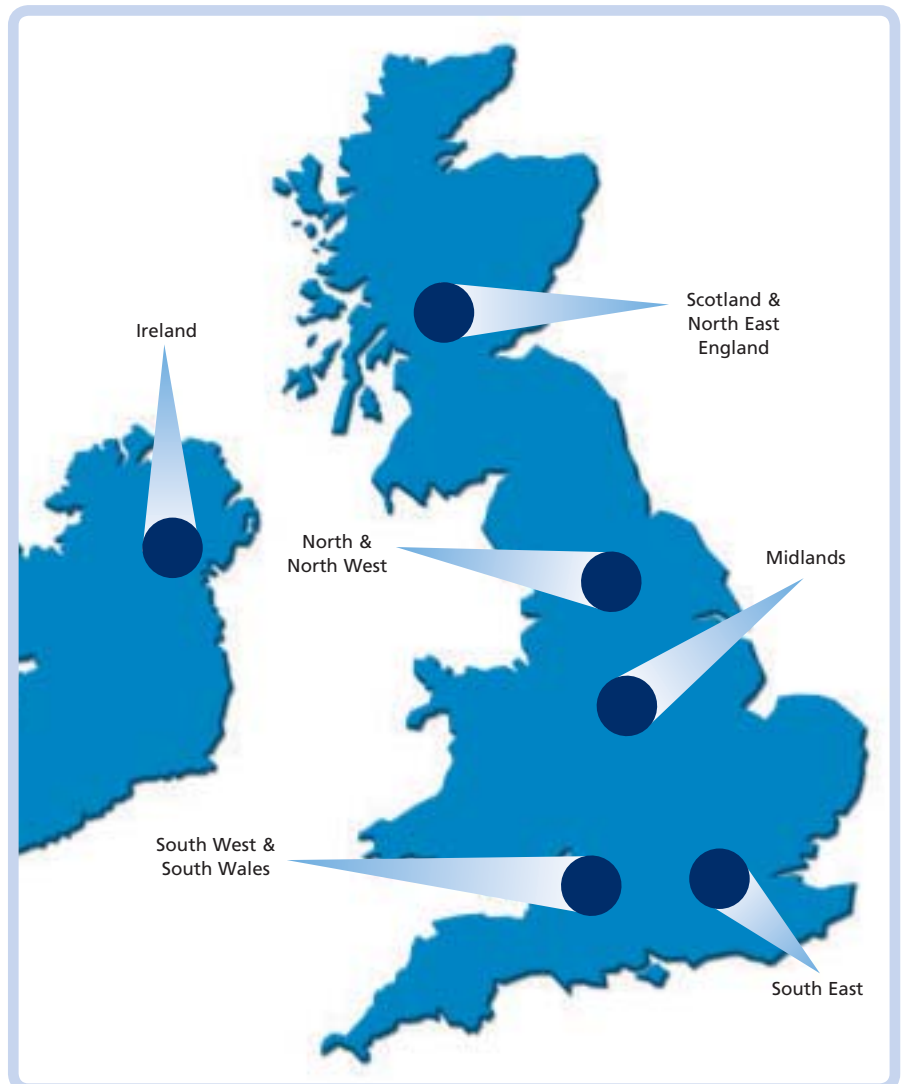 Scotland &
North East
England
Ireland
North &
North West
Midlands
South West &
South Wales
South East